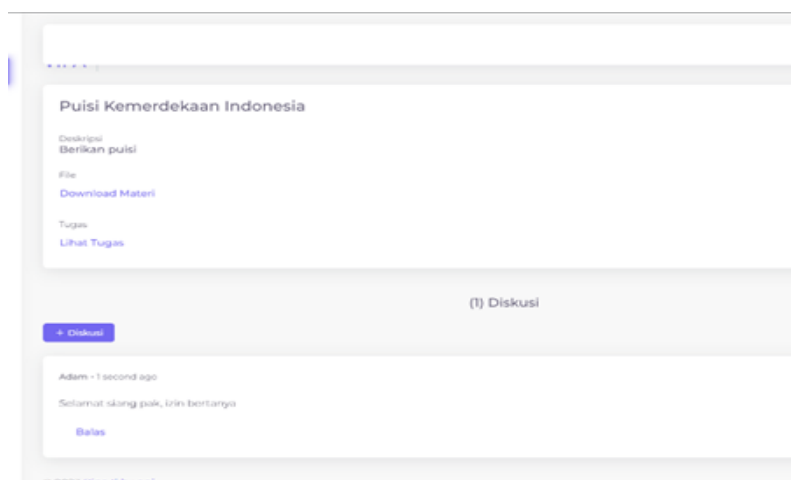 Puisi Kemerdekaan Indonesia
Deskripsi
Berikan puisi
File
Download Materi
Tugas
Lihat Tugas
(1) Diskusi
+ Diskusi
Adam - 1 second ago
Selamat siang pak, izin bertanya
Balas